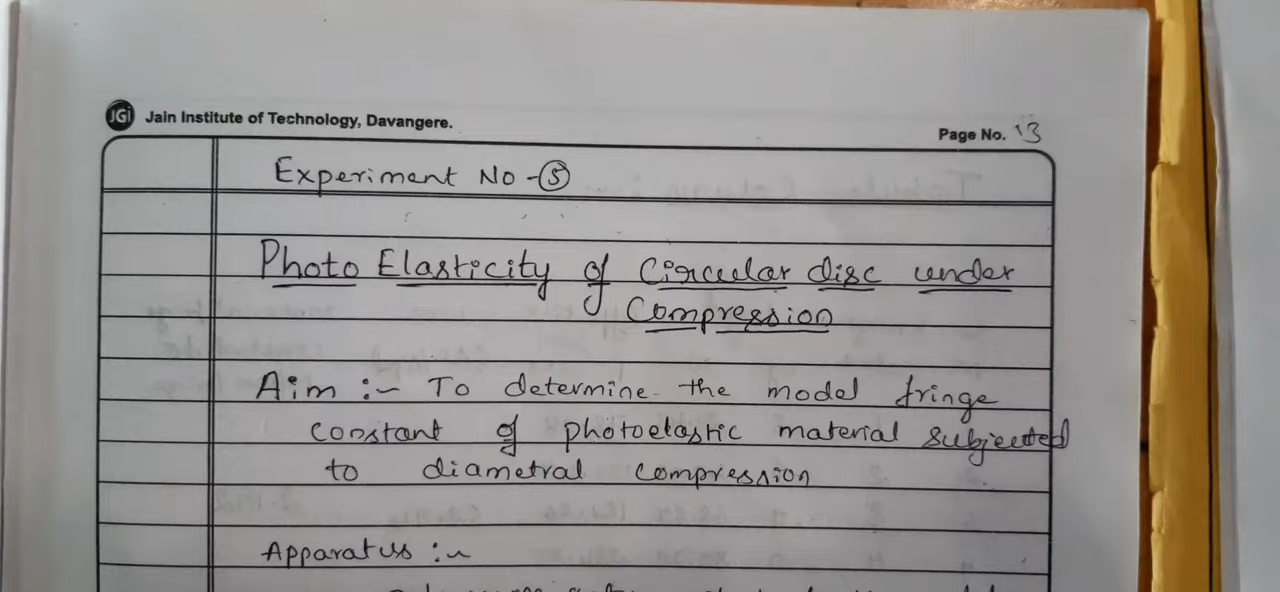 JGi Jain Institute of Technology, Davangere.
Page No. 13
Experiment No -⑤
Photo Elasticity of Circular disc under
Compression
Aim :- To determine the model fringe
constant of photoelastic material subjected
to diametral compression
Apparatus :-